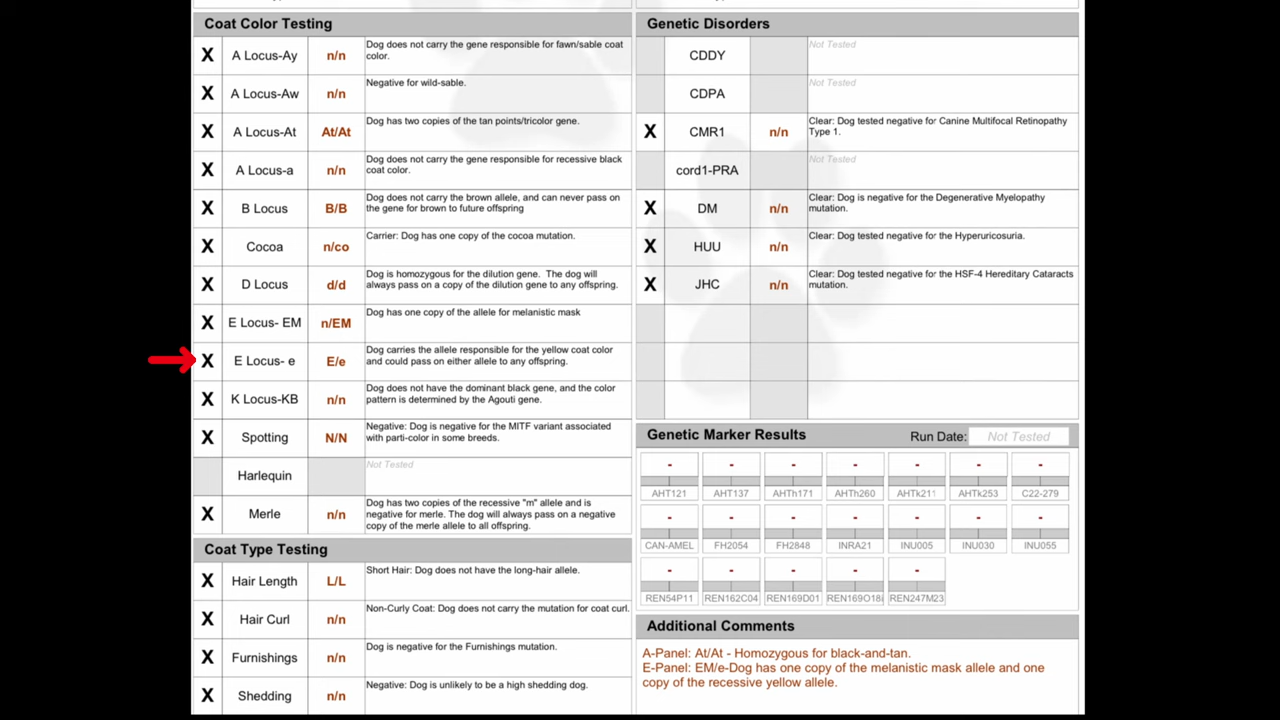 Coat Color Testing
X A Locus-Ay n/n Dog does not carry the gene responsible for fawn/sable coat
color.
X A Locus-Aw n/n Negative for wild-sable.
X A Locus-At At/At Dog has two copies of the tan points/tricolor gene.
X A Locus-a n/n Dog does not carry the gene responsible for recessive black
coat color.
X B Locus B/B Dog does not carry the brown allele, and can never pass on
the gene for brown to future offspring
X Cocoa n/co Carrier: Dog has one copy of the cocoa mutation.
X D Locus d/d Dog is homozygous for the dilution gene. The dog will
always pass on a copy of the dilution gene to any offspring.
X E Locus- EM n/EM Dog has one copy of the allele for melanistic mask
X E Locus- e E/e Dog carries the allele responsible for the yellow coat color
and could pass on either allele to any offspring.
X K Locus-KB n/n Dog does not have the dominant black gene, and the color
pattern is determined by the Agouti gene.
X Spotting N/N Negative: Dog is negative for the MITF variant associated
with parti-color in some breeds.
Harlequin Not Tested
X Merle n/n Dog has two copies of the recessive "m" allele and is
negative for merle. The dog will always pass on a negative
copy of the merle allele to all offspring.
Coat Type Testing
X Hair Length L/L Short Hair: Dog does not have the long-hair allele.
X Hair Curl n/n Non-Curly Coat: Dog does not carry the mutation for coat curl.
X Furnishings n/n Dog is negative for the Furnishings mutation.
X Shedding n/n Negative: Dog is unlikely to be a high shedding dog.
Genetic Disorders
CDDY Not Tested
CDPA Not Tested
X CMR1 n/n Clear: Dog tested negative for Canine Multifocal Retinopathy
Type 1.
cord1-PRA Not Tested
X DM n/n Clear: Dog is negative for the Degenerative Myelopathy
mutation.
X HUU n/n Clear: Dog tested negative for the Hyperuricosuria.
X JHC n/n Clear: Dog tested negative for the HSF-4 Hereditary Cataracts
mutation.
Genetic Marker Results Run Date: Not Tested
- - - - - - -
AHT121 AHT137 AHTh171 AHTh260 AHTk211 AHTk253 C22-279
- - - - - - -
CAN-AMEL FH2054 FH2848 INRA21 INU005 INU030 INU055
- - - - -
REN54P11 REN162C04 REN169D01 REN169O18 REN247M23
Additional Comments
A-Panel: At/At - Homozygous for black-and-tan.
E-Panel: EM/e-Dog has one copy of the melanistic mask allele and one
copy of the recessive yellow allele.